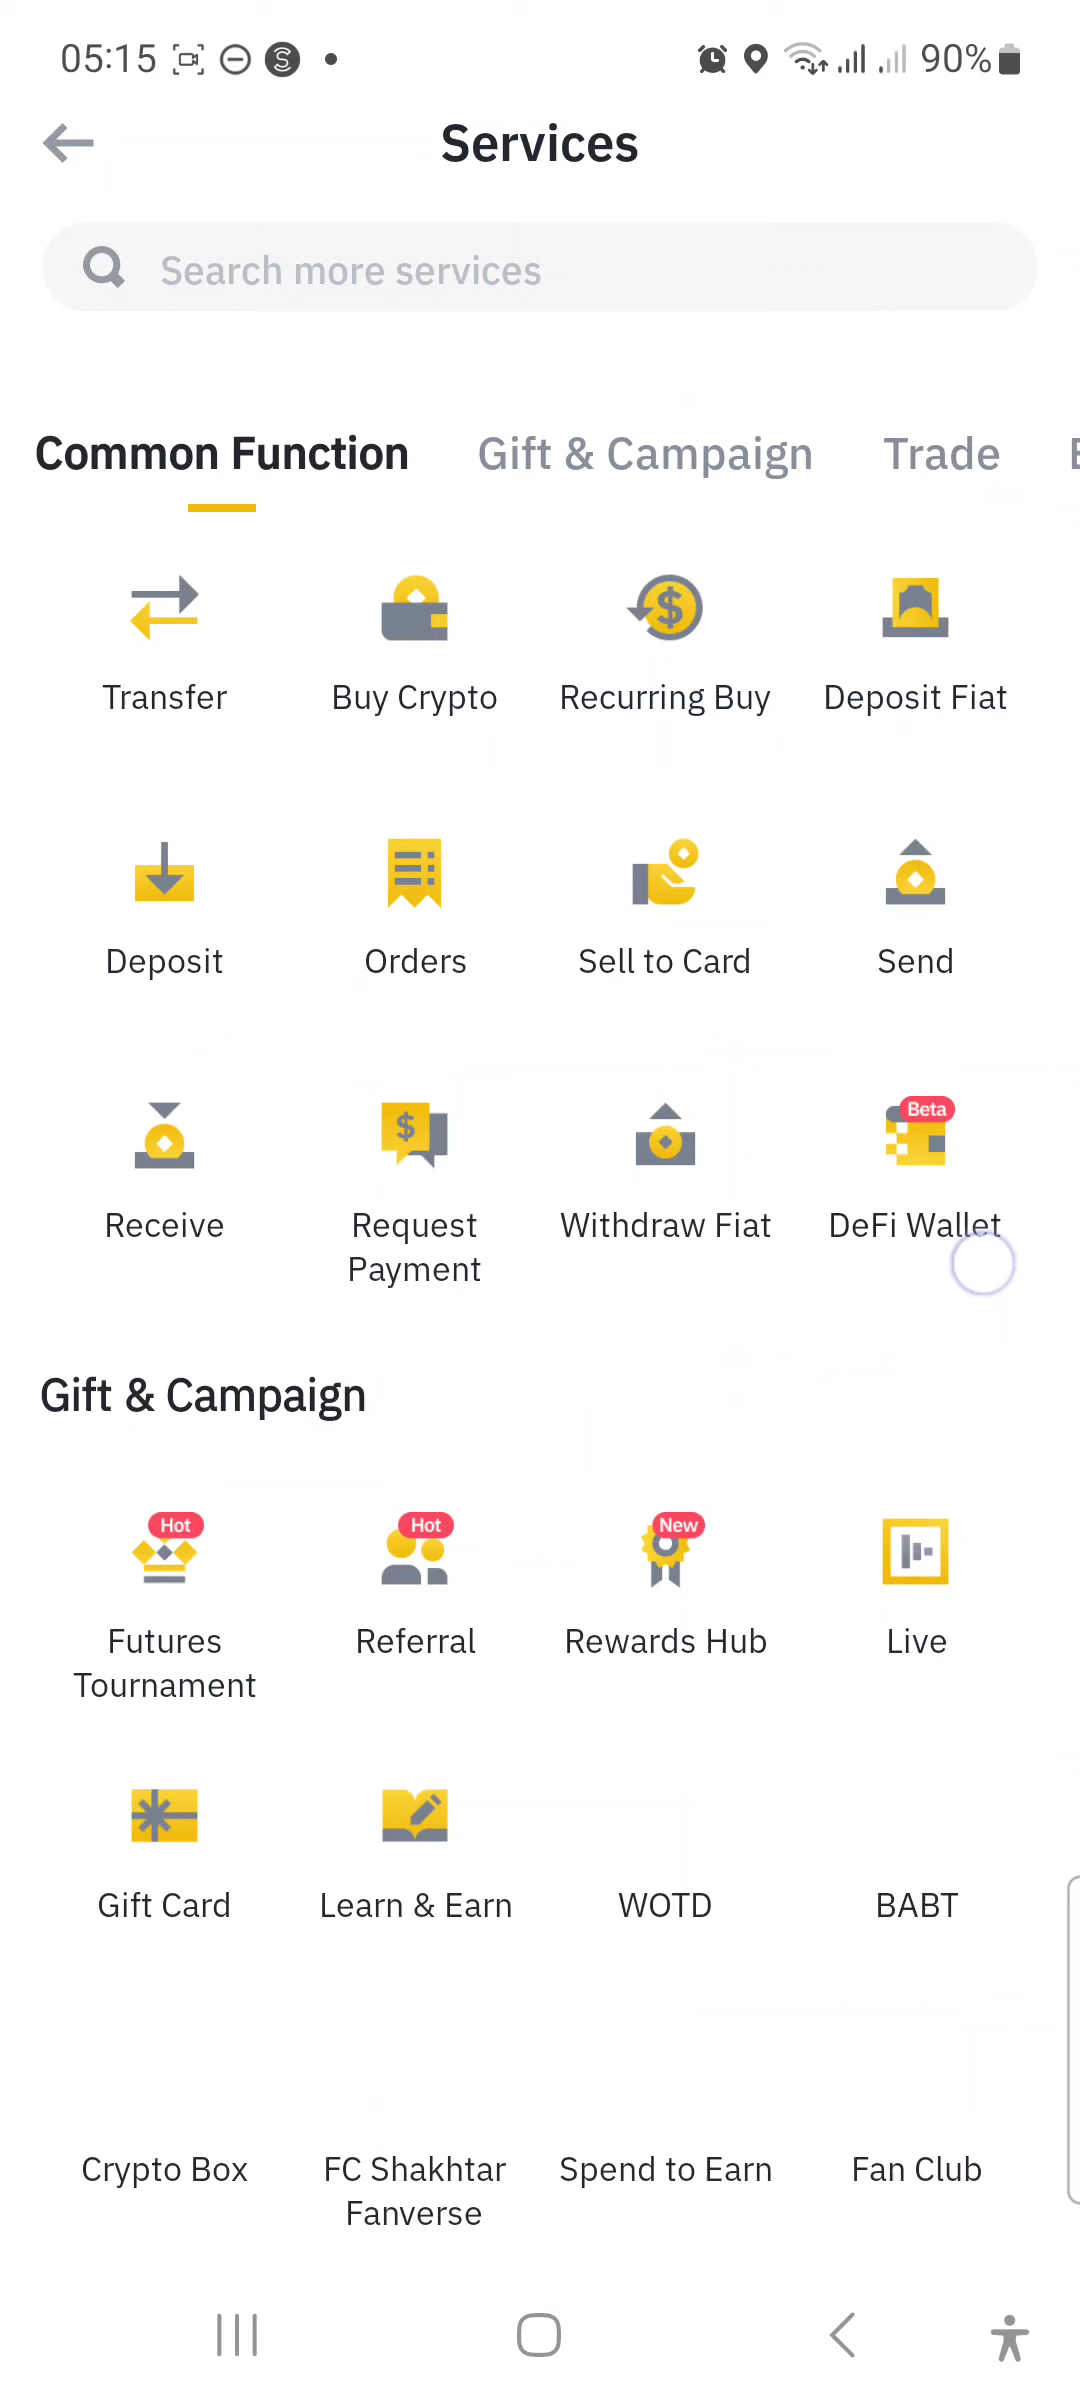 05:15
90%
Services
Search more services
Common Function Gift & Campaign Trade
Transfer Buy Crypto Recurring Buy Deposit Fiat
Deposit Orders Sell to Card Send
Beta
Receive Request Withdraw Fiat DeFi Wallet
Payment
Gift & Campaign
Hot Hot New
Futures Referral Rewards Hub Live
Tournament
Gift Card Learn & Earn WOTD BABT
Crypto Box FC Shakhtar Spend to Earn Fan Club
Fanverse